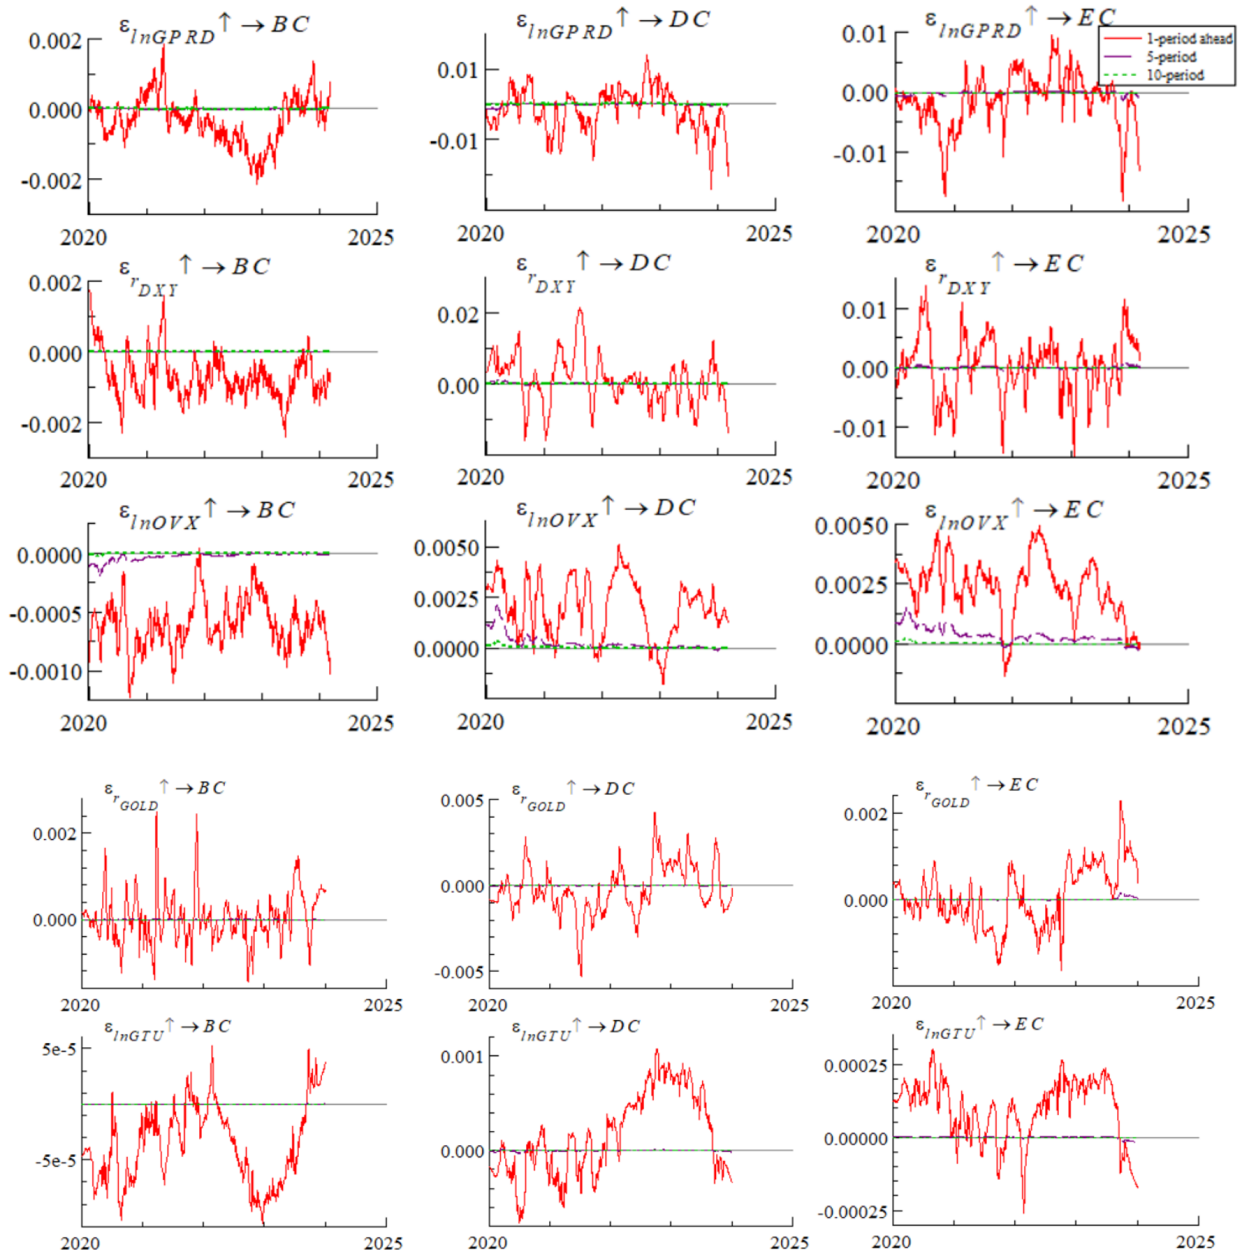 ε lnGPRD ↑ → BC
0.002
0.000
-0.002
2020 2025
ε lnGPRD ↑ → DC
0.01
-0.01
2020 2025
ε lnGPRD ↑ → EC
0.01
0.00
-0.01
2020 2025
1-period ahead
5-period
10-period
ε r DXY ↑ → BC
0.002
0.000
-0.002
2020 2025
ε r DXY ↑ → DC
0.02
0.00
2020 2025
ε r DXY ↑ → EC
0.01
0.00
-0.01
2020 2025
ε lnOVX ↑ → BC
0.0000
-0.0005
-0.0010
2020 2025
ε lnOVX ↑ → DC
0.0050
0.0025
0.0000
2020 2025
ε lnOVX ↑ → EC
0.0050
0.0025
0.0000
2020 2025
ε r GOLD ↑ → BC
0.002
0.000
2020 2025
ε r GOLD ↑ → DC
0.005
0.000
-0.005
2020 2025
ε r GOLD ↑ → EC
0.002
0.000
2020 2025
ε lnGTU ↑ → BC
5e-5
-5e-5
2020 2025
ε lnGTU ↑ → DC
0.001
0.000
2020 2025
ε lnGTU ↑ → EC
0.00025
0.00000
-0.00025
2020 2025